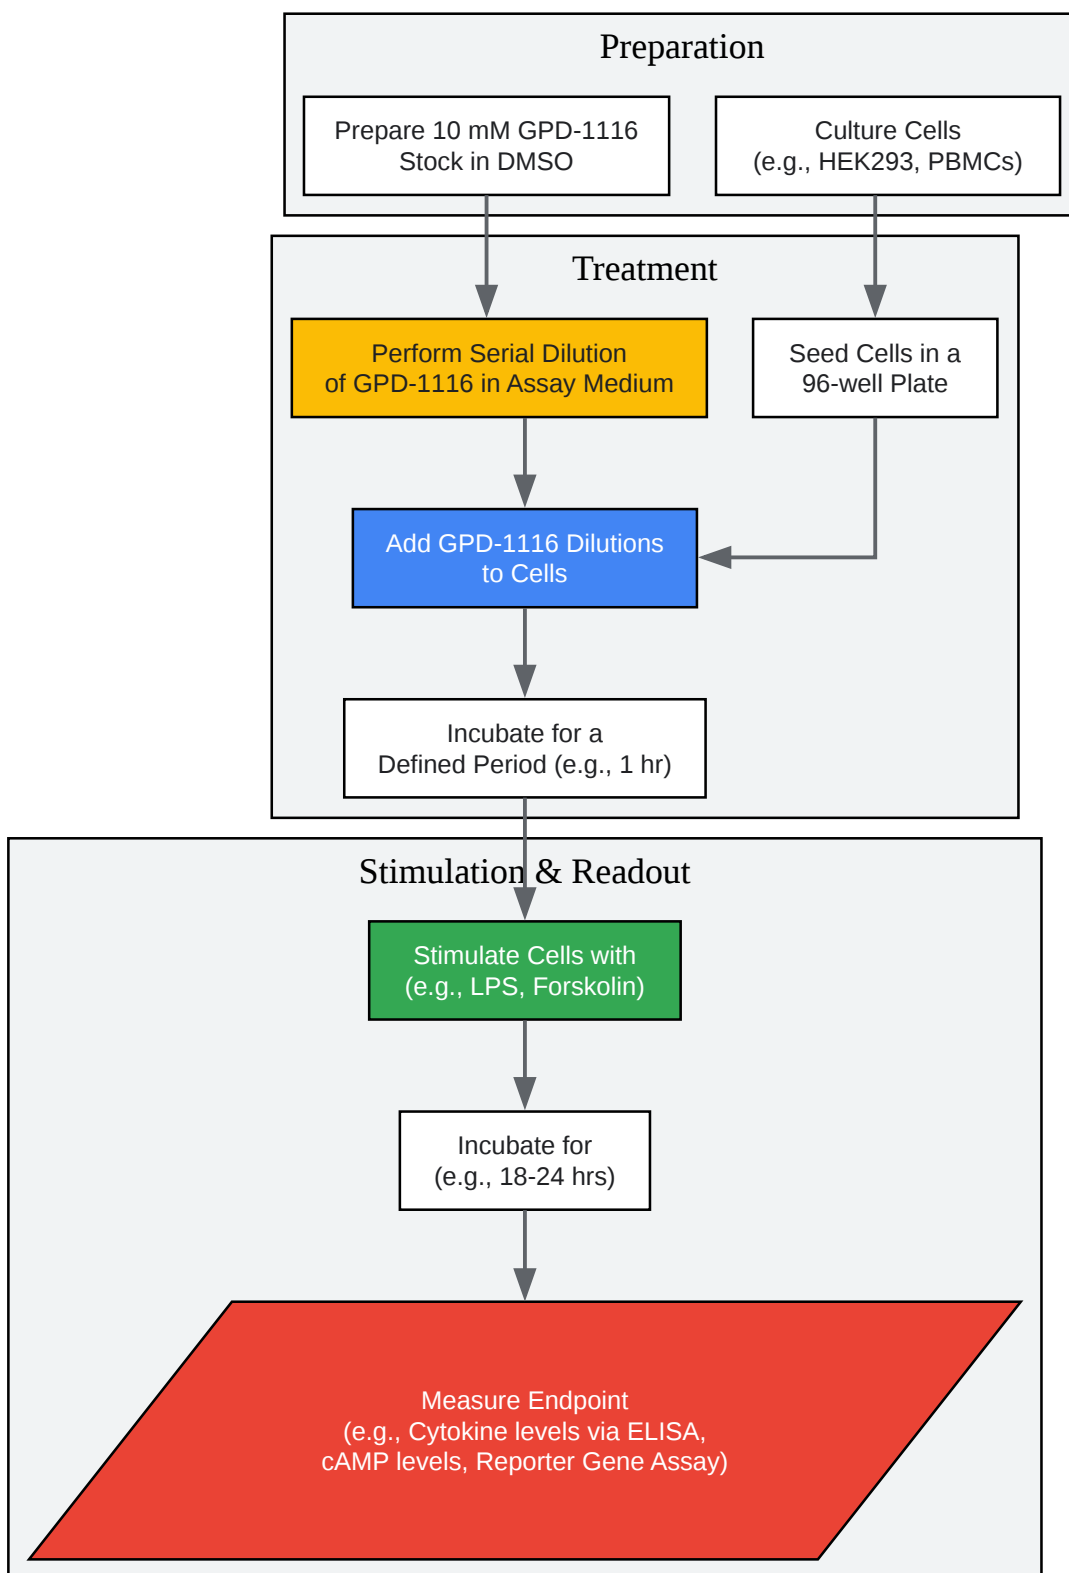 Preparation
Prepare 10 mM GPD-1116
Stock in DMSO
Culture Cells
(e.g., HEK293, PBMCs)
Treatment
Perform Serial Dilution
of GPD-1116 in Assay Medium
Seed Cells in a
96-well Plate
Add GPD-1116 Dilutions
to Cells
Incubate for a
Defined Period (e.g., 1 hr)
Stimulation & Readout
Stimulate Cells with
(e.g., LPS, Forskolin)
Incubate for
(e.g., 18-24 hrs)
Measure Endpoint
(e.g., Cytokine levels via ELISA,
cAMP levels, Reporter Gene Assay)